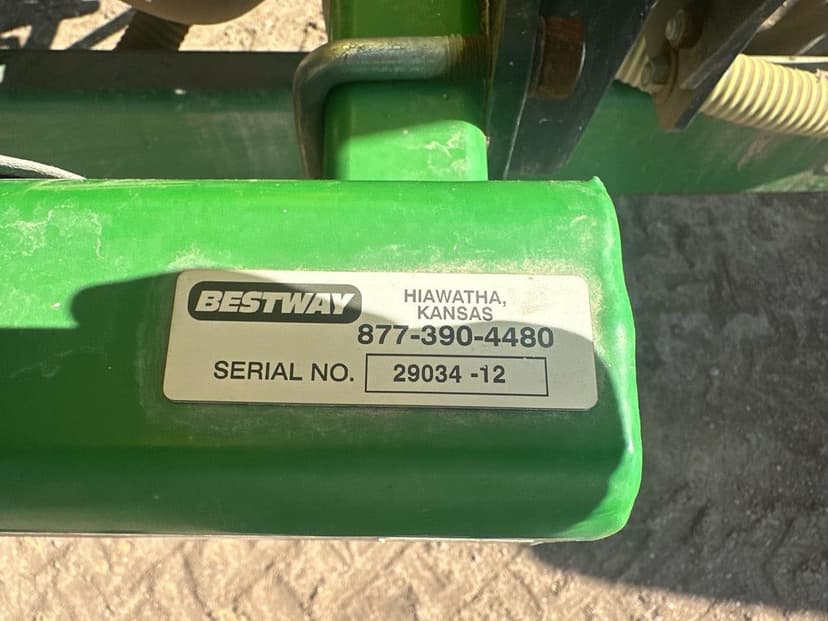 BESTWAY
HIAWATHA,
KANSAS
877-390-4480
SERIAL NO. 29034 -12